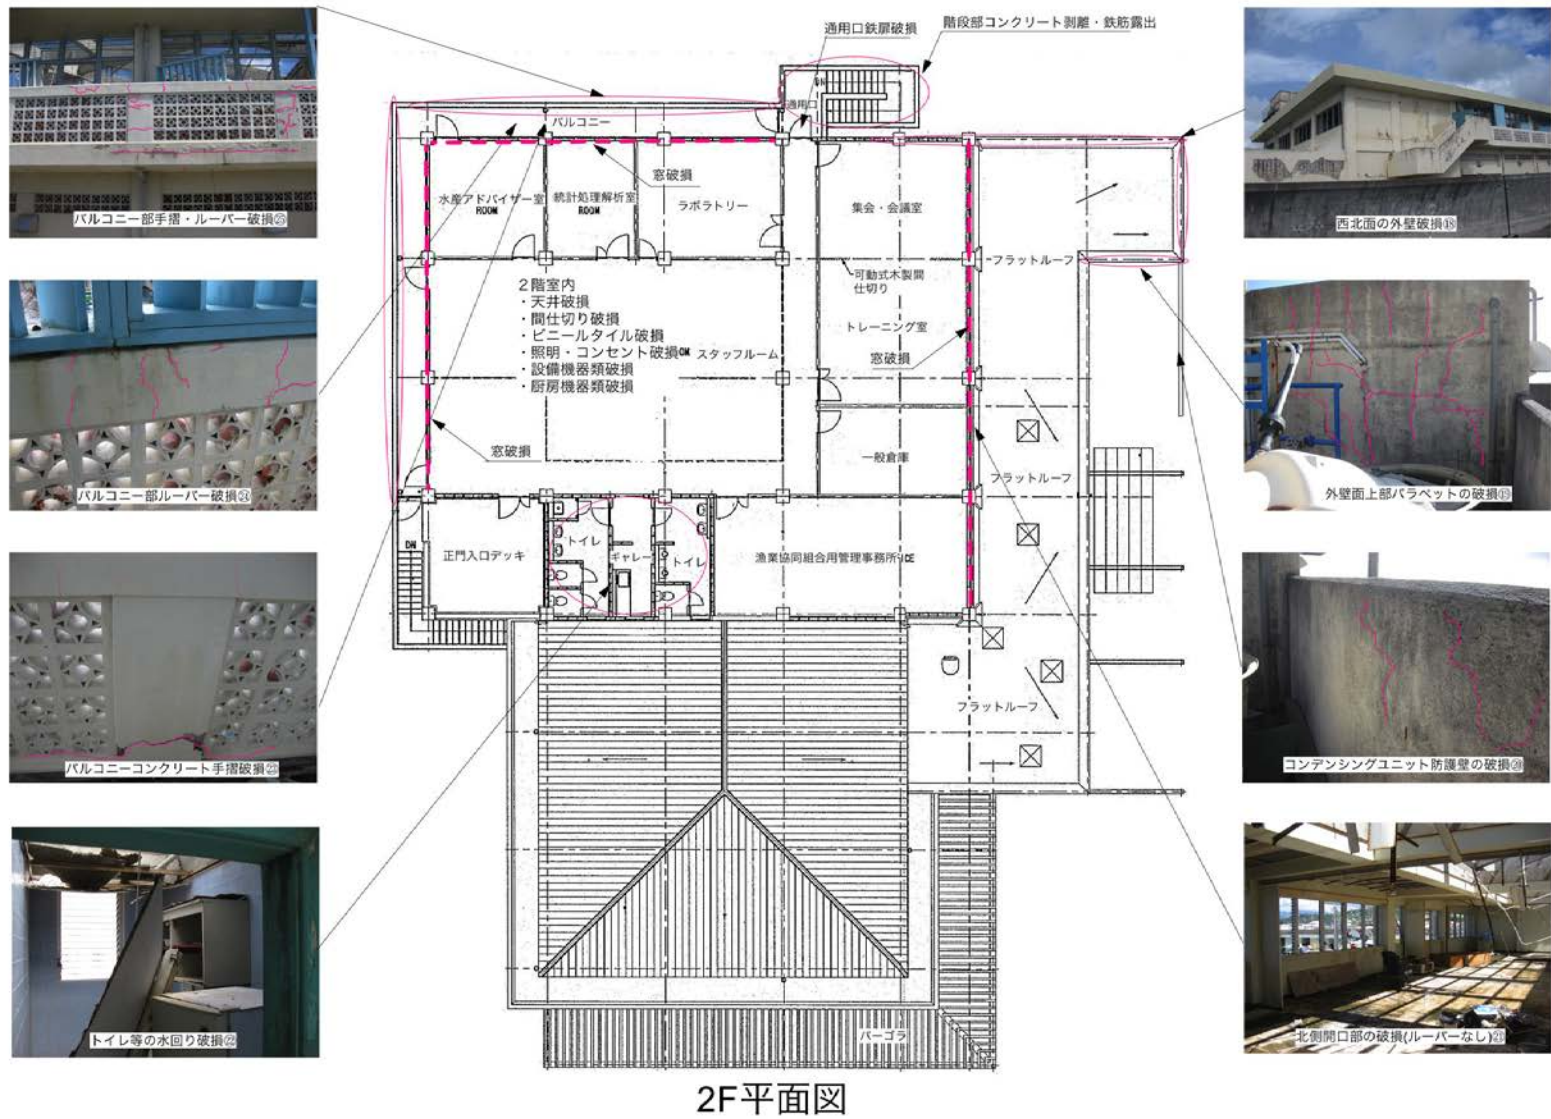 通用口鉄扉破損
階段部コンクリート剥離・鉄筋露出
通用口
バルコニー
バルコニー部手摺・ルーバー破損㉕
西北面の外壁破損⑱
窓破損
水産アドバイザー室
ROOM
統計処理解析室
ROOM
ラボラトリー
集会・会議室
フラットルーフ
可動式木製間
仕切り
2階室内
・天井破損
・間仕切り破損
・ビニールタイル破損
・照明・コンセント破損
・設備機器類破損
・厨房機器類破損
スタッフルーム
トレーニング室
窓破損
窓破損
一般倉庫
フラットルーフ
バルコニー部ルーバー破損㉔
外壁面上部パラペットの破損⑲
DN
正門入口デッキ
トイレ
ギャレー
トイレ
漁業協同組合用管理事務所
フラットルーフ
バルコニーコンクリート手摺破損㉓
コンデンシングユニット防護壁の破損⑳
トイレ等の水回り破損㉒
北側開口部の破損(ルーバーなし)㉑
パーゴラ
2F平面図